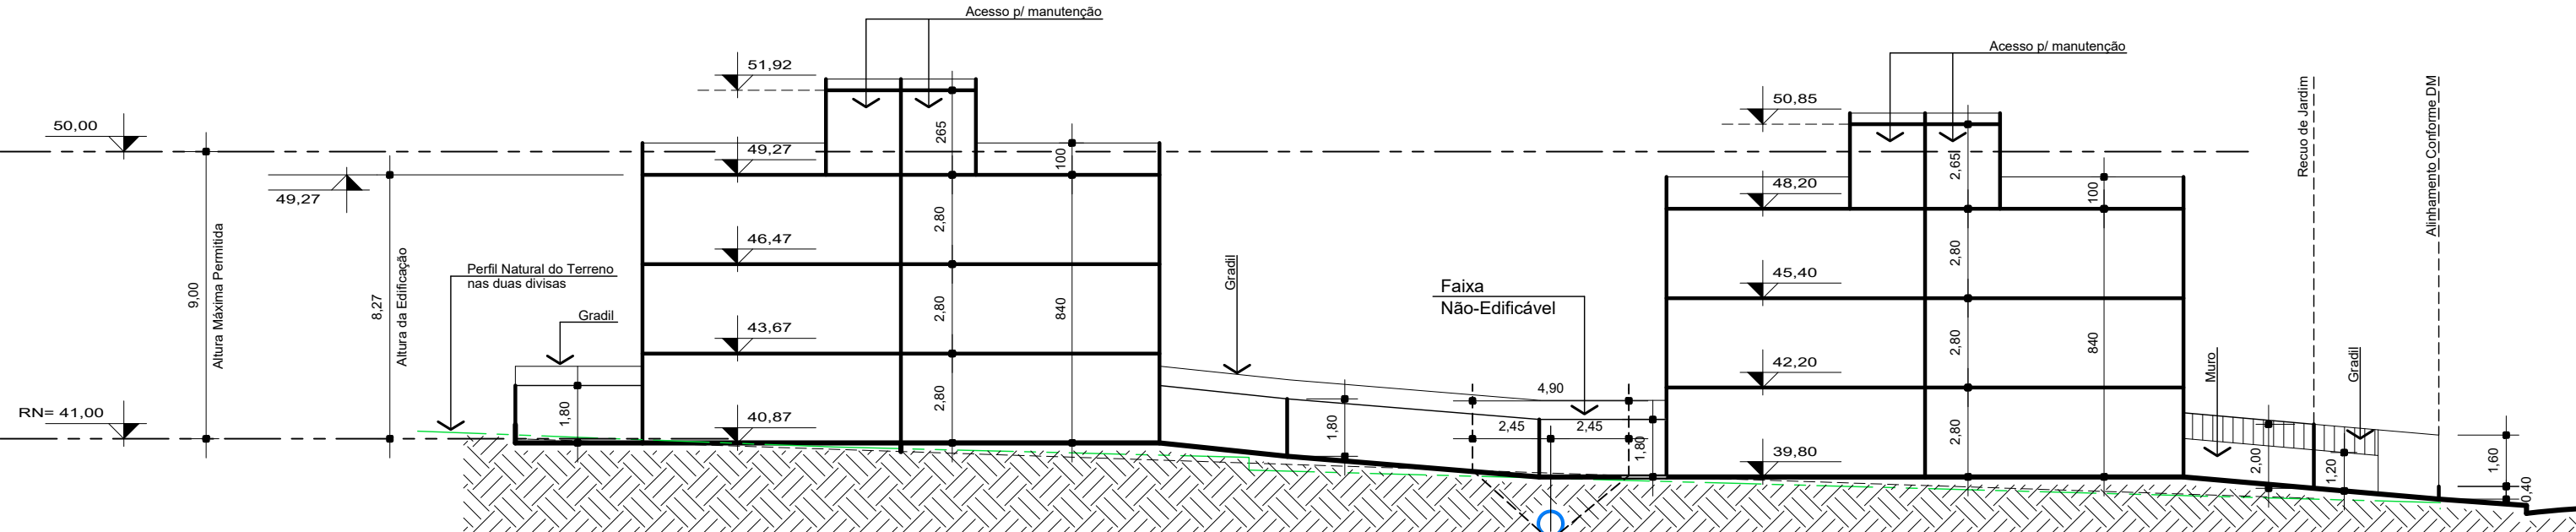 Acesso p/ manutenção
Acesso p/ manutenção
51,92
50,85
50,00
49,27
49,27
265
100
48,20
2,65
100
46,47
2,80
45,40
2,80
Perfil Natural do Terreno
nas duas divisas
Gradil
43,67
2,80
840
9,00
Altura Máxima Permitida
8,27
Altura da Edificação
Gradil
Faixa
Não-Edificável
42,20
2,80
840
RN= 41,00
1,80
40,87
2,80
1,80
4,90
2,45
2,45
1,80
39,80
2,80
Muro
Recuo de Jardim
Gradil
Alinhamento Conforme DM
2,00
1,20
1,60
0,40